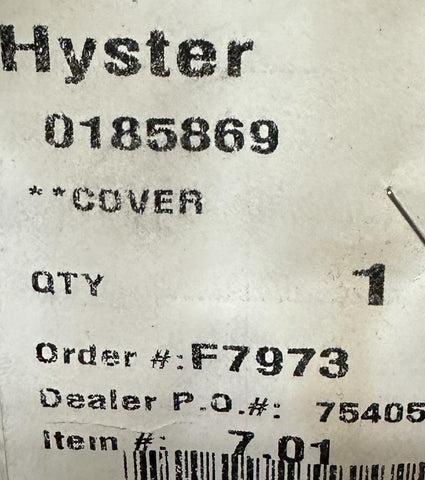 Hyster
0185869
**COVER
QTY 1
Order #:F7973
Dealer P.O.#: 75405
Item #: 7.01